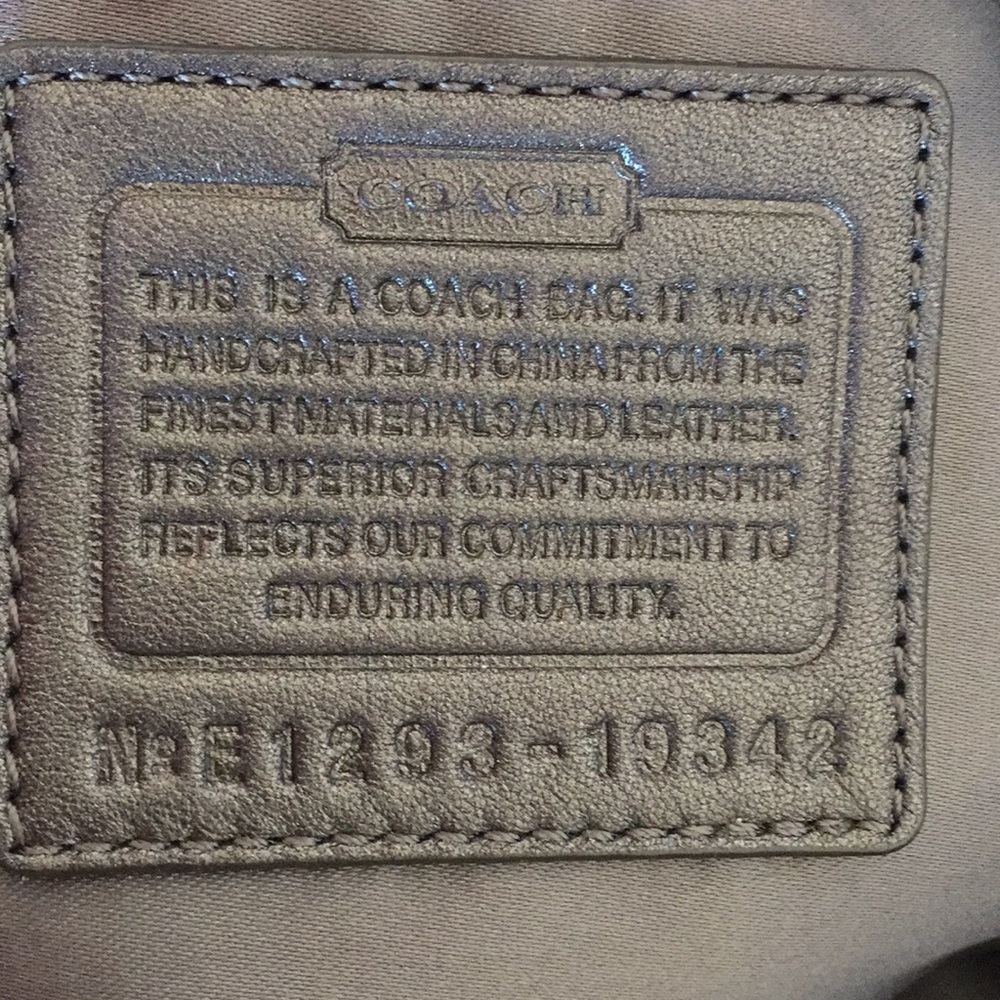 COACH
THIS IS A COACH BAG. IT WAS
HANDCRAFTED IN CHINA FROM THE
FINEST MATERIALS AND LEATHER.
ITS SUPERIOR CRAFTSMANSHIP
REFLECTS OUR COMMITMENT TO
ENDURING QUALITY.
Nº E1293-19342